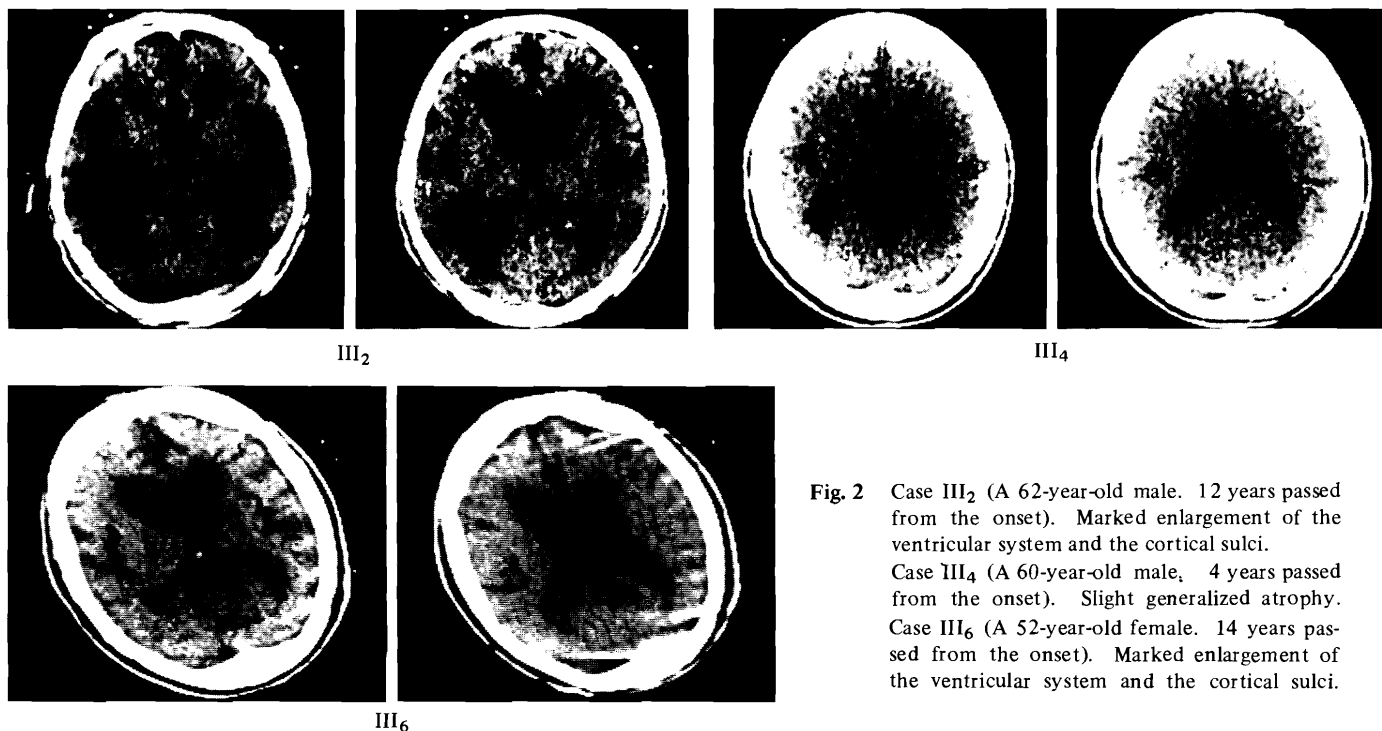 III₂
III₄
III₆
Fig. 2 Case III₂ (A 62-year-old male. 12 years passed
from the onset). Marked enlargement of the
ventricular system and the cortical sulci.
Case III₄ (A 60-year-old male. 4 years passed
from the onset). Slight generalized atrophy.
Case III₆ (A 52-year-old female. 14 years pas-
sed from the onset). Marked enlargement of
the ventricular system and the cortical sulci.